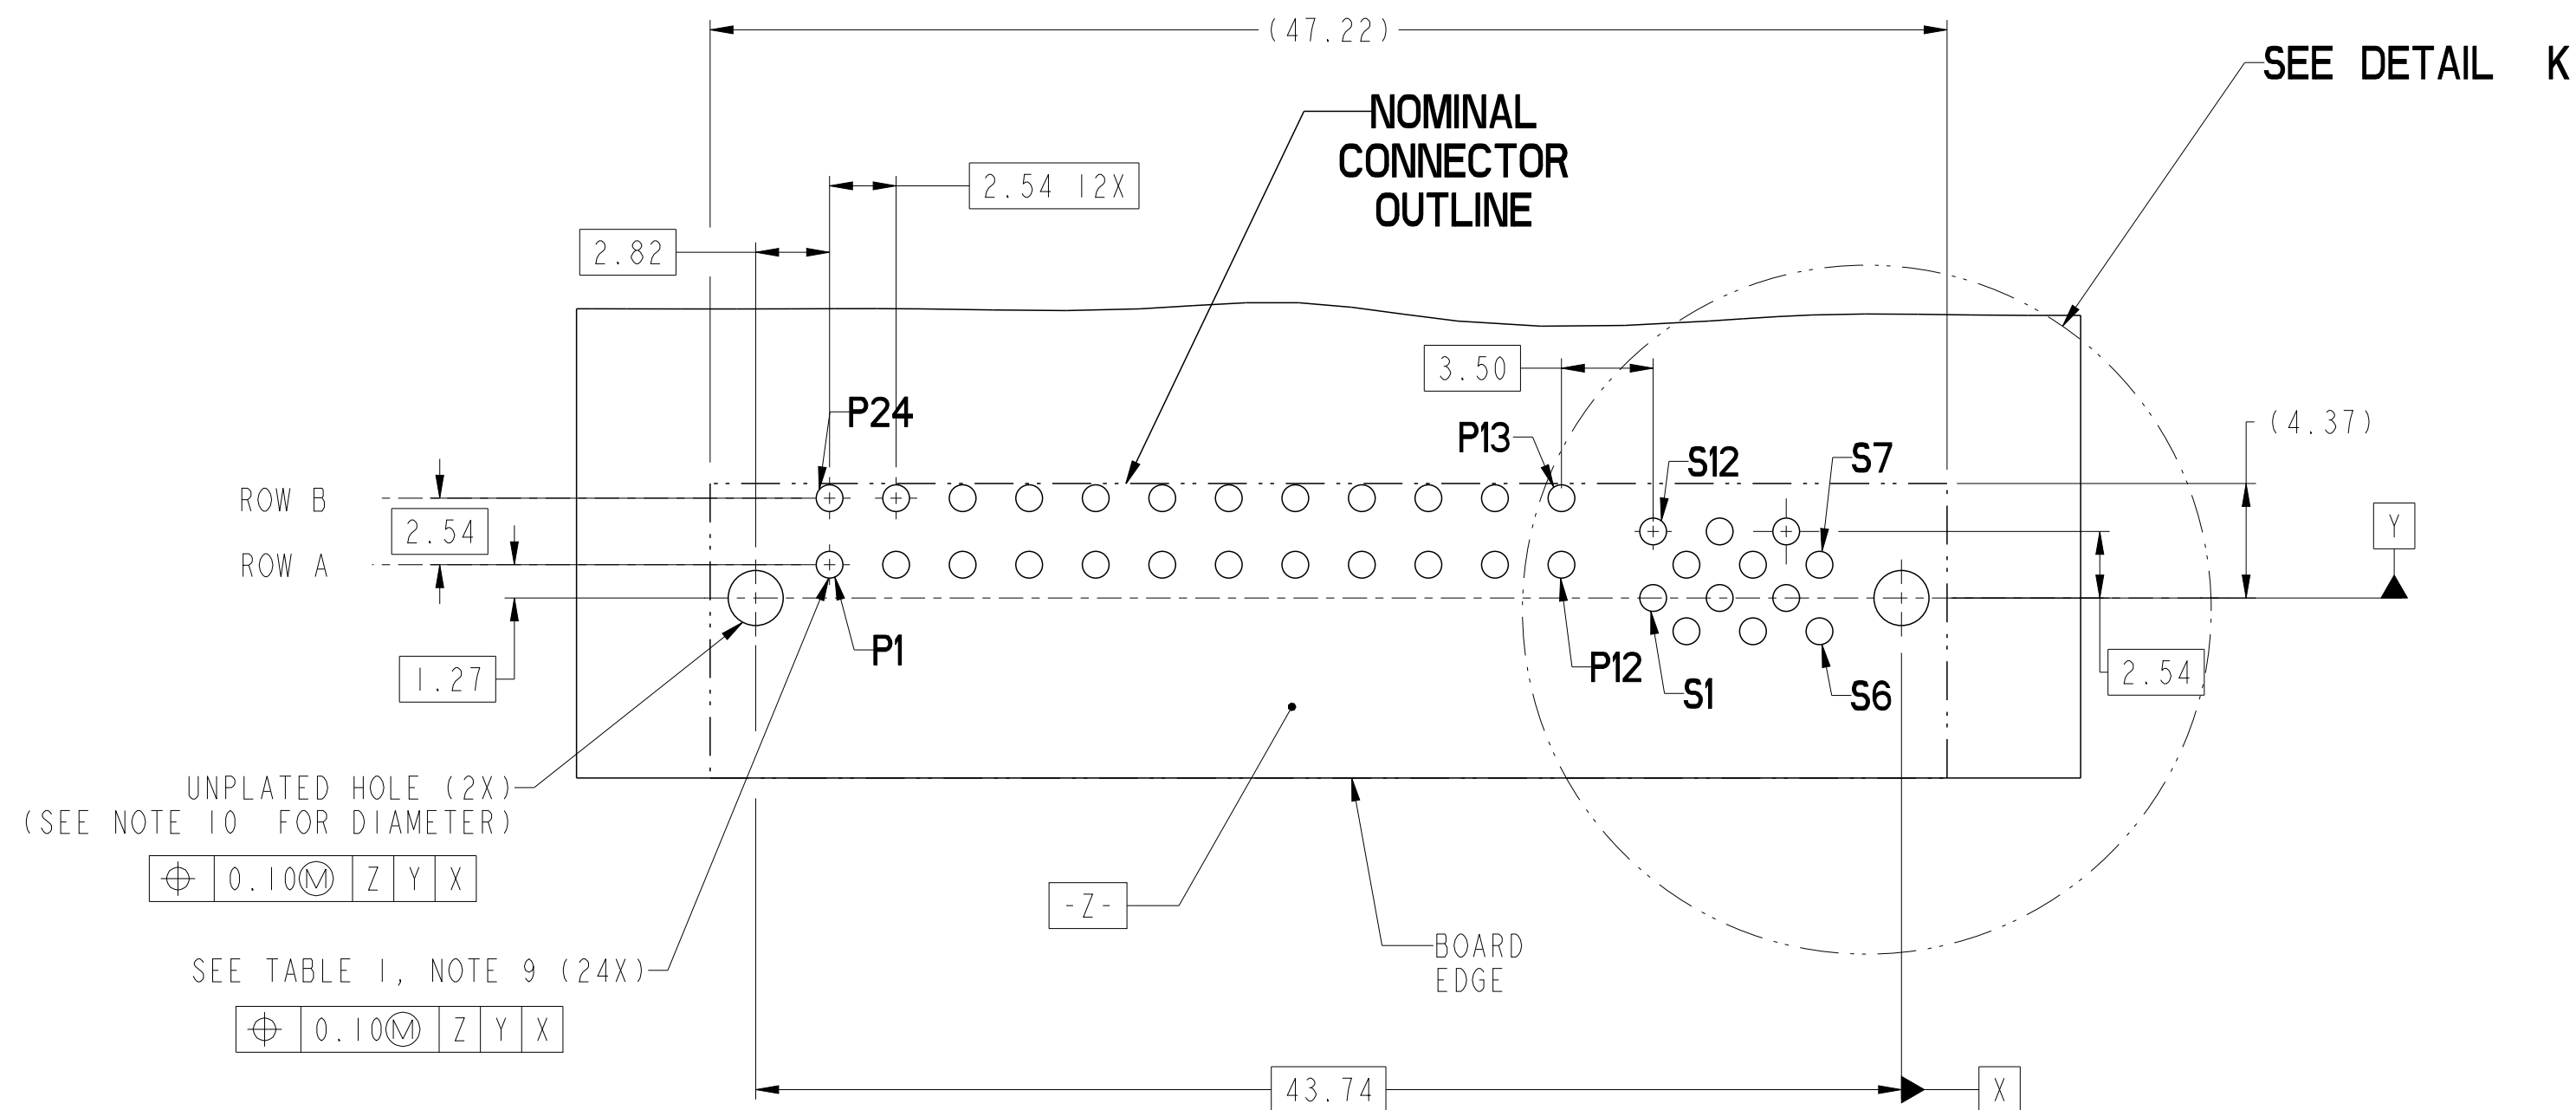 (47.22)
SEE DETAIL K
NOMINAL
CONNECTOR
OUTLINE
2.54 12X
2.82
3.50
P24
P13
(4.37)
S12
S7
ROW B
2.54
Y
ROW A
P1
P12
1.27
S1
S6
2.54
UNPLATED HOLE (2X)
(SEE NOTE 10 FOR DIAMETER)
0.10Ⓜ Z Y X
-Z-
BOARD
EDGE
SEE TABLE 1, NOTE 9 (24X)
0.10Ⓜ Z Y X
43.74
X